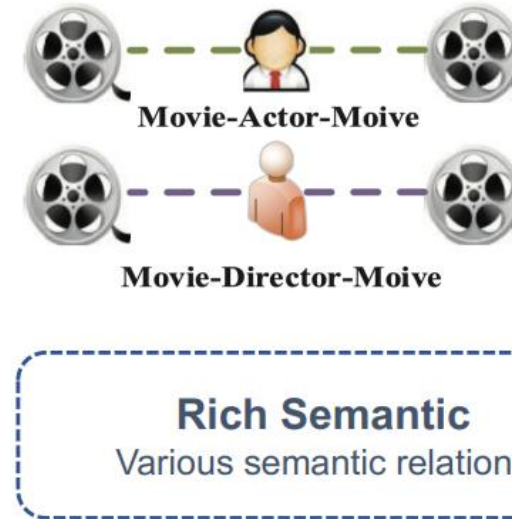 Movie-Actor-Moive
Movie-Director-Moive
Rich Semantic
Various semantic relation